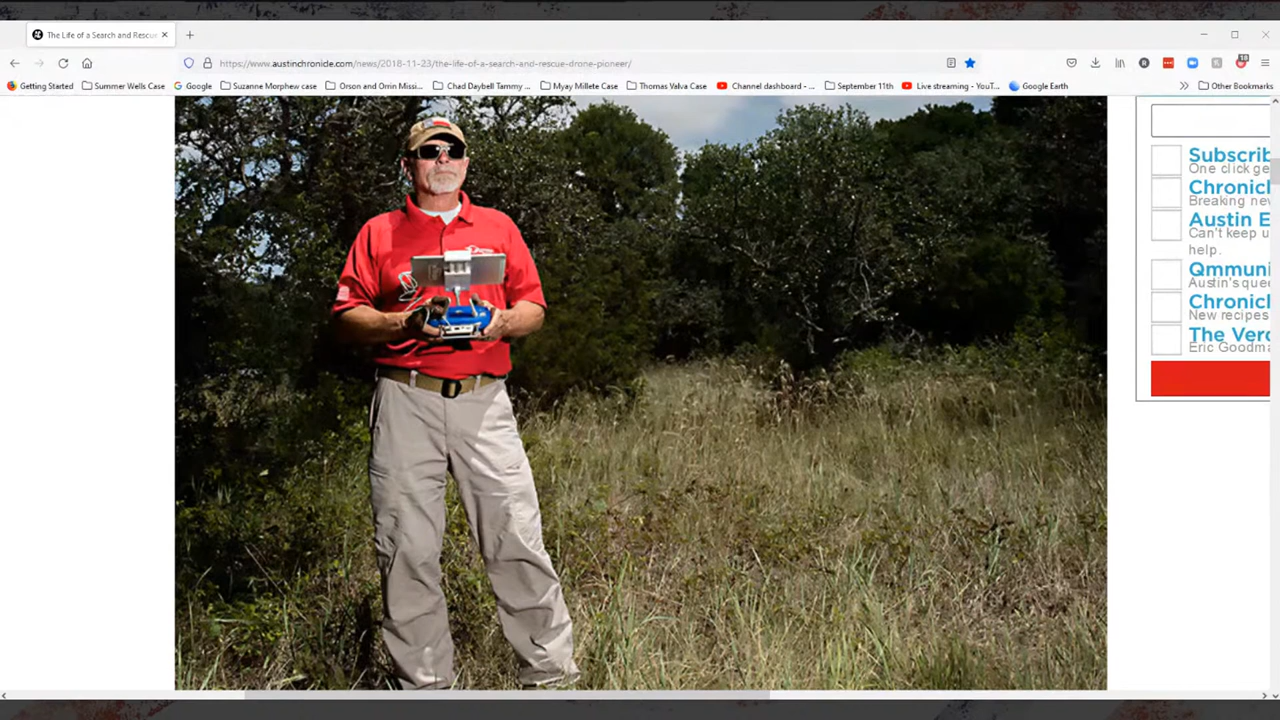 The Life of a Search and Rescue
https://www.austinchronicle.com/news/2018-11-23/the-life-of-a-search-and-rescue-drone-pioneer/
Getting Started Summer Wells Case Google Suzanne Morphew case Orson and Orrin Missi... Chad Daybell Tammy ... Myay Millete Case Thomas Valva Case Channel dashboard - ... September 11th Live streaming - YouT... Google Earth Other Bookmarks
Subscrib
One click ge
Chronicl
Breaking nev
Austin E
Can't keep u
help.
Qmmuni
Austin's quee
Chronicl
New recipes
The Verd
Eric Goodma